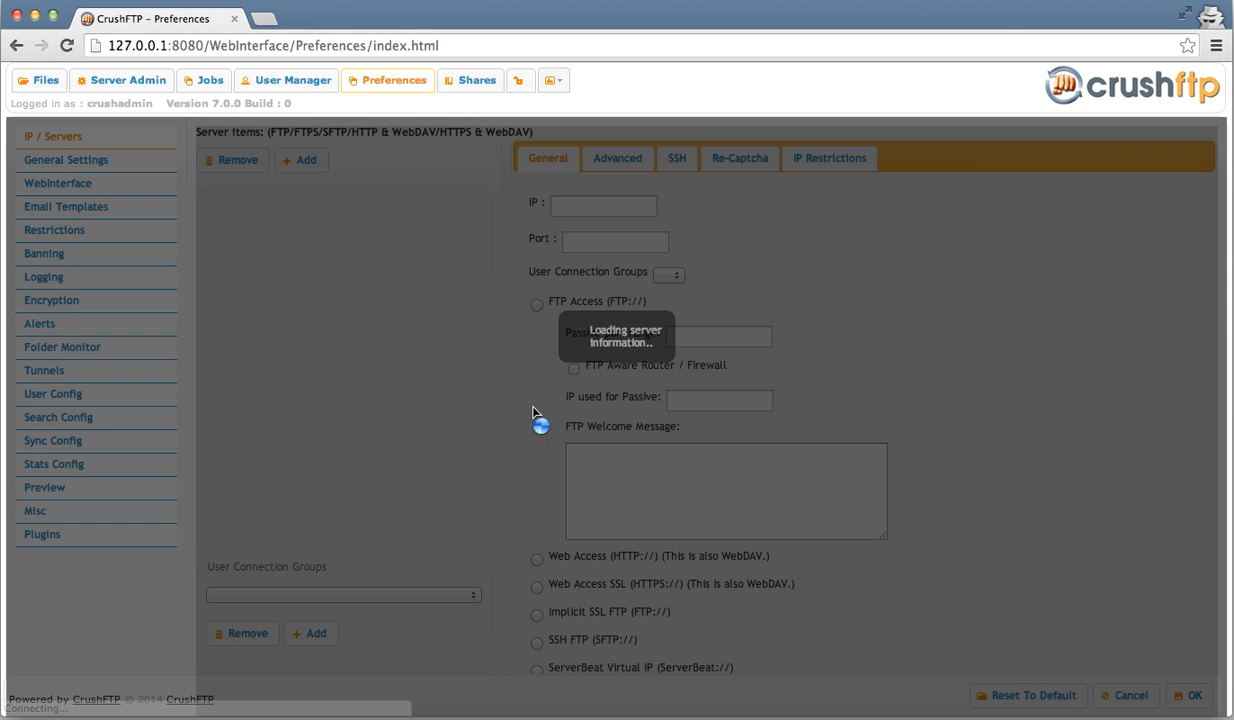 CrushFTP - Preferences
127.0.0.1:8080/WebInterface/Preferences/index.html
Files Server Admin Jobs User Manager Preferences Shares
crushftp
Logged in as : crushadmin Version 7.0.0 Build : 0
IP / Servers
General Settings
WebInterface
Email Templates
Restrictions
Banning
Logging
Encryption
Alerts
Folder Monitor
Tunnels
User Config
Search Config
Sync Config
Stats Config
Preview
Misc
Plugins
Server items: (FTP/FTPS/SFTP/HTTP & WebDAV/HTTPS & WebDAV)
Remove Add
User Connection Groups
Remove Add
General Advanced SSH Re-Captcha IP Restrictions
IP :
Port :
User Connection Groups
FTP Access (FTP://)
Loading server
information..
FTP Aware Router / Firewall
IP used for Passive:
FTP Welcome Message:
Web Access (HTTP://) (This is also WebDAV.)
Web Access SSL (HTTPS://) (This is also WebDAV.)
Implicit SSL FTP (FTP://)
SSH FTP (SFTP://)
ServerBeat Virtual IP (ServerBeat://)
Reset To Default Cancel OK
Powered by CrushFTP © 2014 CrushFTP
Connecting...